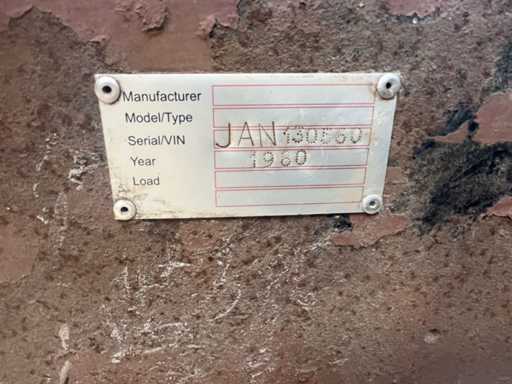 Manufacturer
Model/Type
Serial/VIN JAN130560
Year 1960
Load